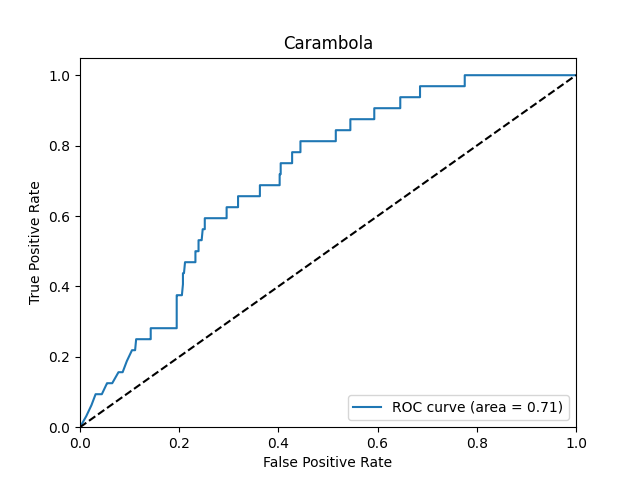 Carambola
True Positive Rate
1.0
0.8
0.6
0.4
0.2
0.0
0.0 0.2 0.4 0.6 0.8 1.0
False Positive Rate
ROC curve (area = 0.71)